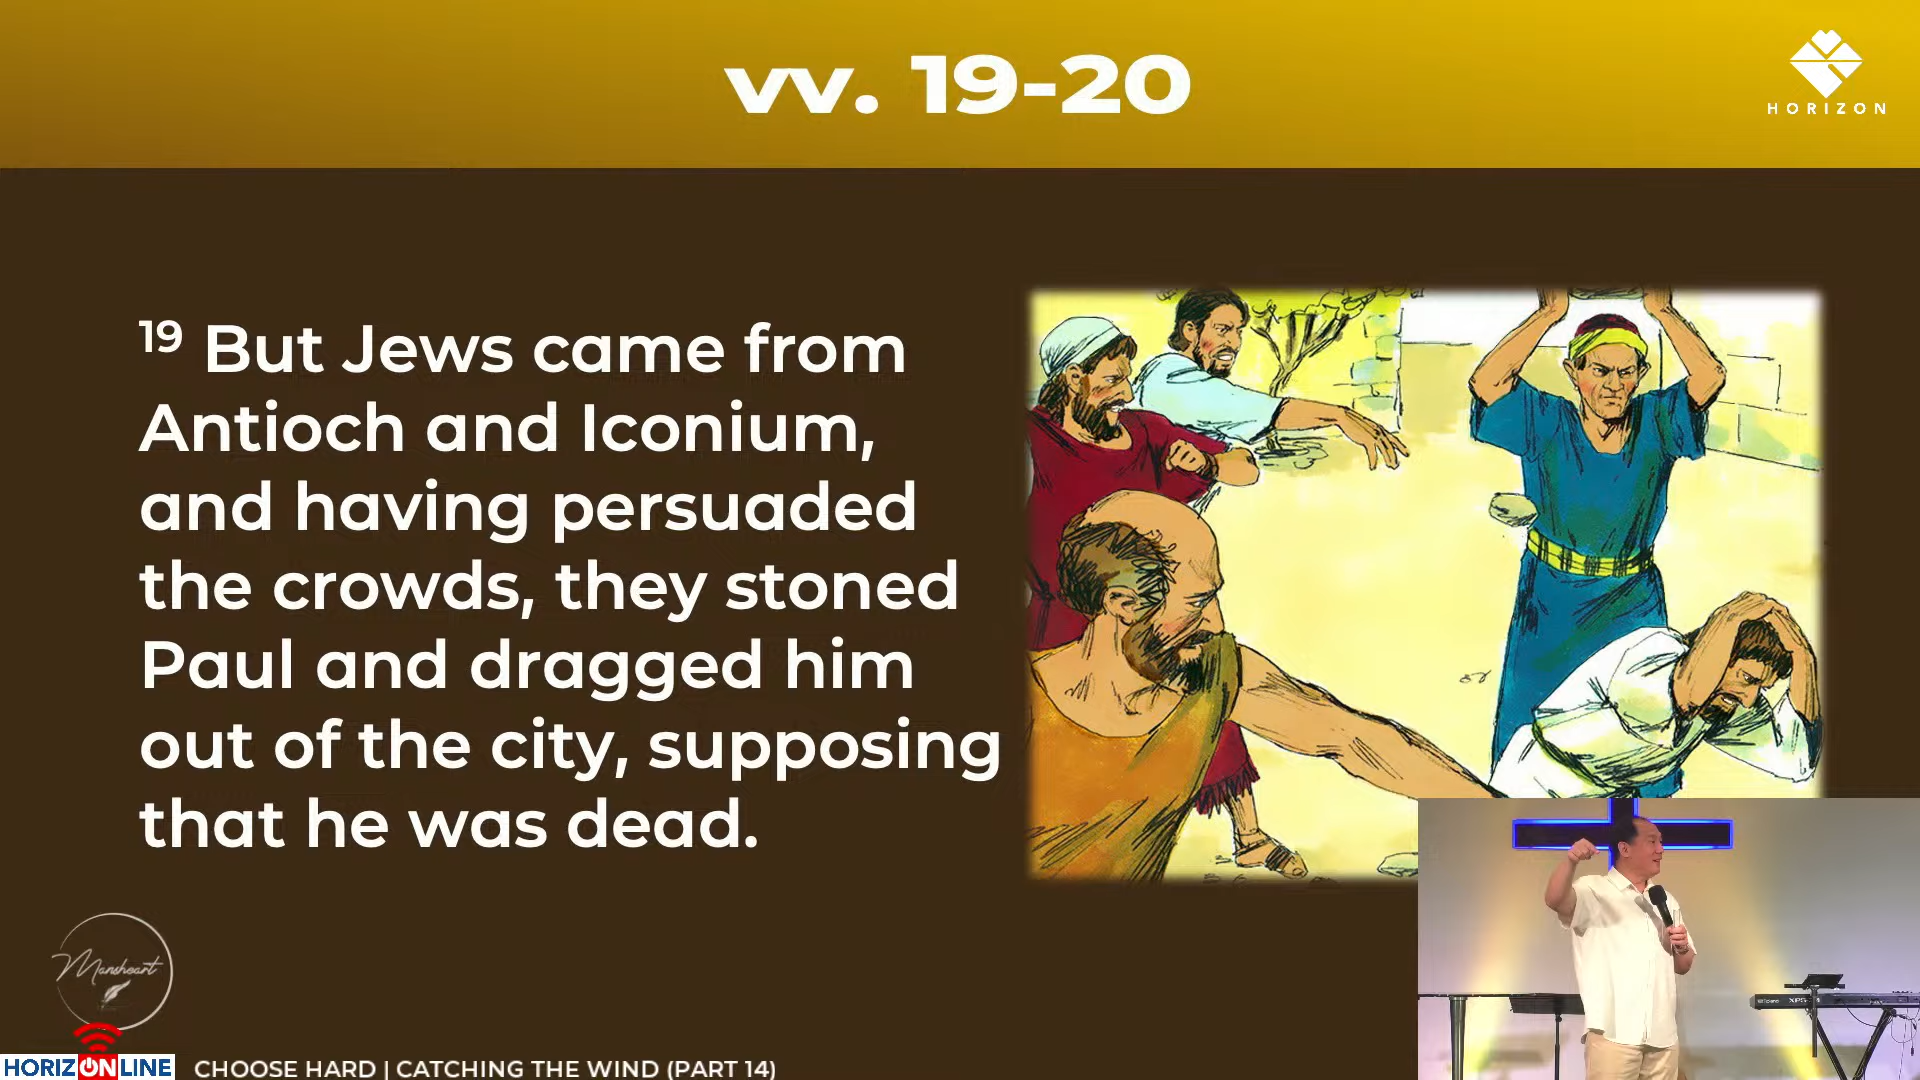 vv. 19-20
HORIZON
19 But Jews came from
Antioch and Iconium,
and having persuaded
the crowds, they stoned
Paul and dragged him
out of the city, supposing
that he was dead.
Mansheart
HORIZONLINE
CHOOSE HARD | CATCHING THE WIND (PART 14)
Roland